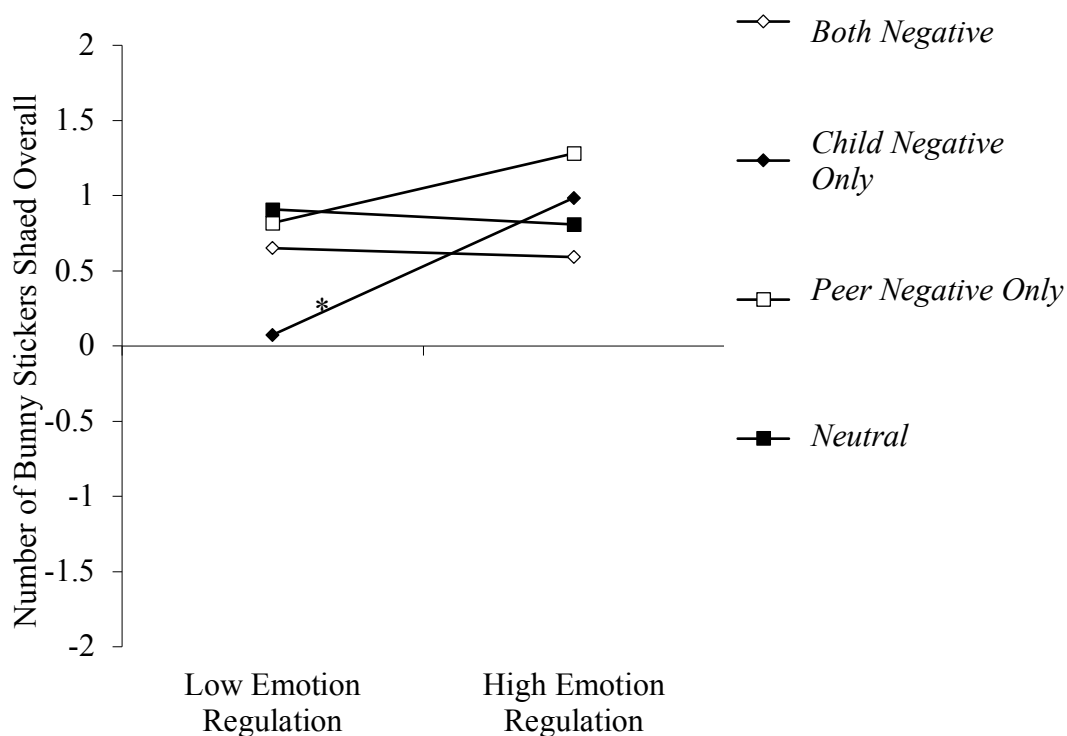 Number of Bunny Stickers Shaed Overall
2
1.5
1
0.5
0
-0.5
-1
-1.5
-2
*
Low Emotion
Regulation
High Emotion
Regulation
Both Negative
Child Negative
Only
Peer Negative Only
Neutral